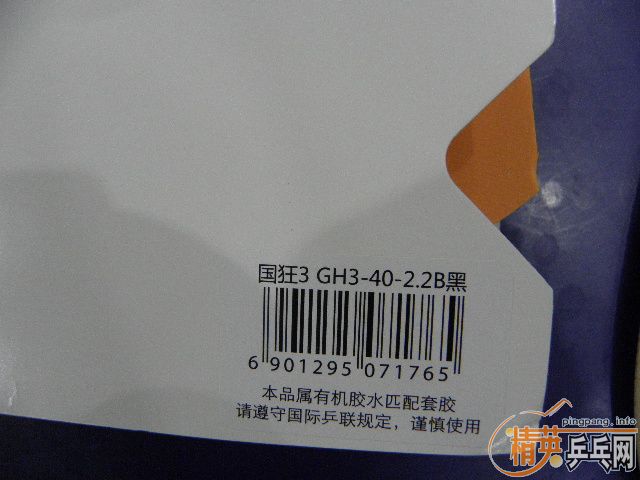 国狂3 GH3-40-2.2B黑
6 901295 071765
本品属有机胶水匹配套胶
请遵守国际乒联规定，谨慎使用
pingpang.info
精英乒乓网